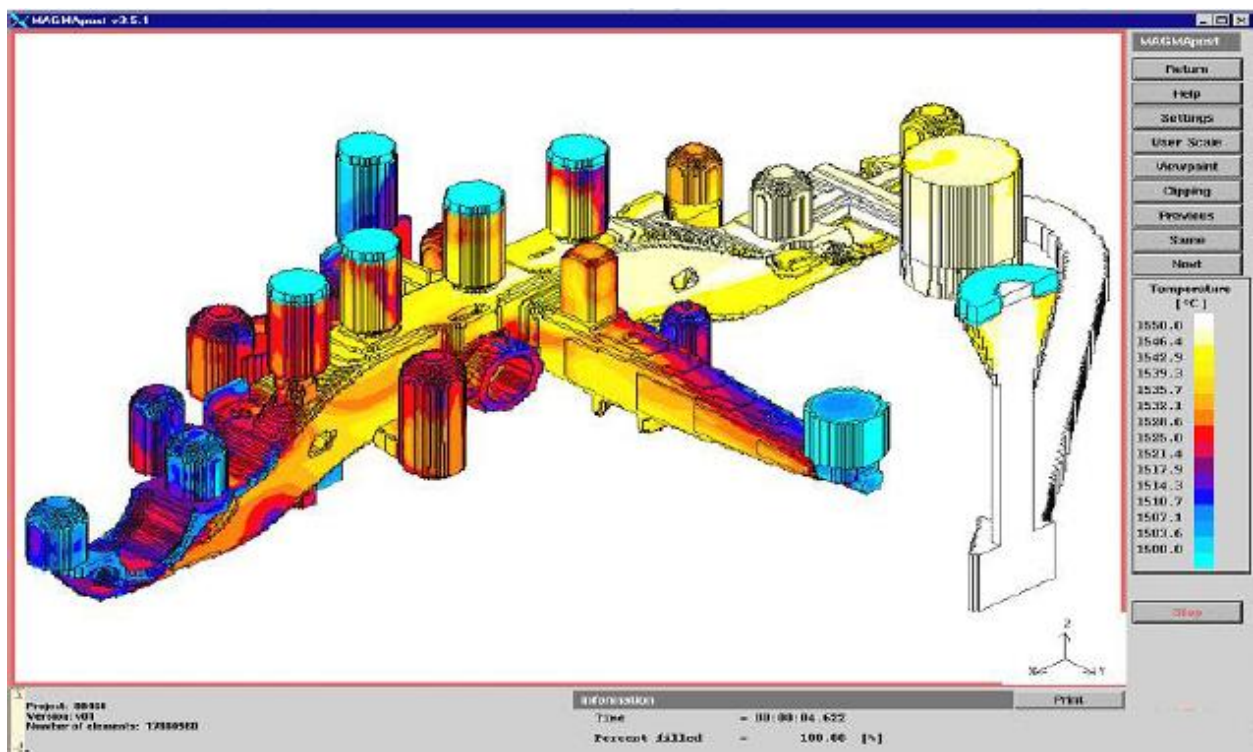 MAGMApost v3.5.1
MAGMApost
Return
Help
Settings
User Scale
Viewpoint
Clipping
Previous
Same
Next
Temperature
[°C]
1550.0
1546.4
1542.9
1539.3
1535.7
1532.1
1528.6
1525.0
1521.4
1517.9
1514.3
1510.7
1507.1
1503.6
1500.0
Stop
Z
X
Y
Information
Print
Version: v01
Number of elements:
Time = 00:00:04.622
Percent filled = 100.00 [%]